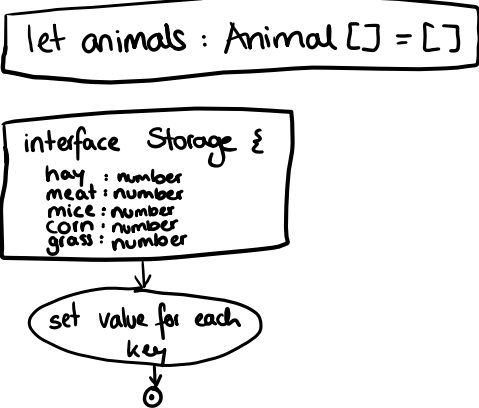 let animals : Animal [] = []
interface Storage {
hay : number
meat : number
mice : number
corn : number
grass : number
set value for each
key